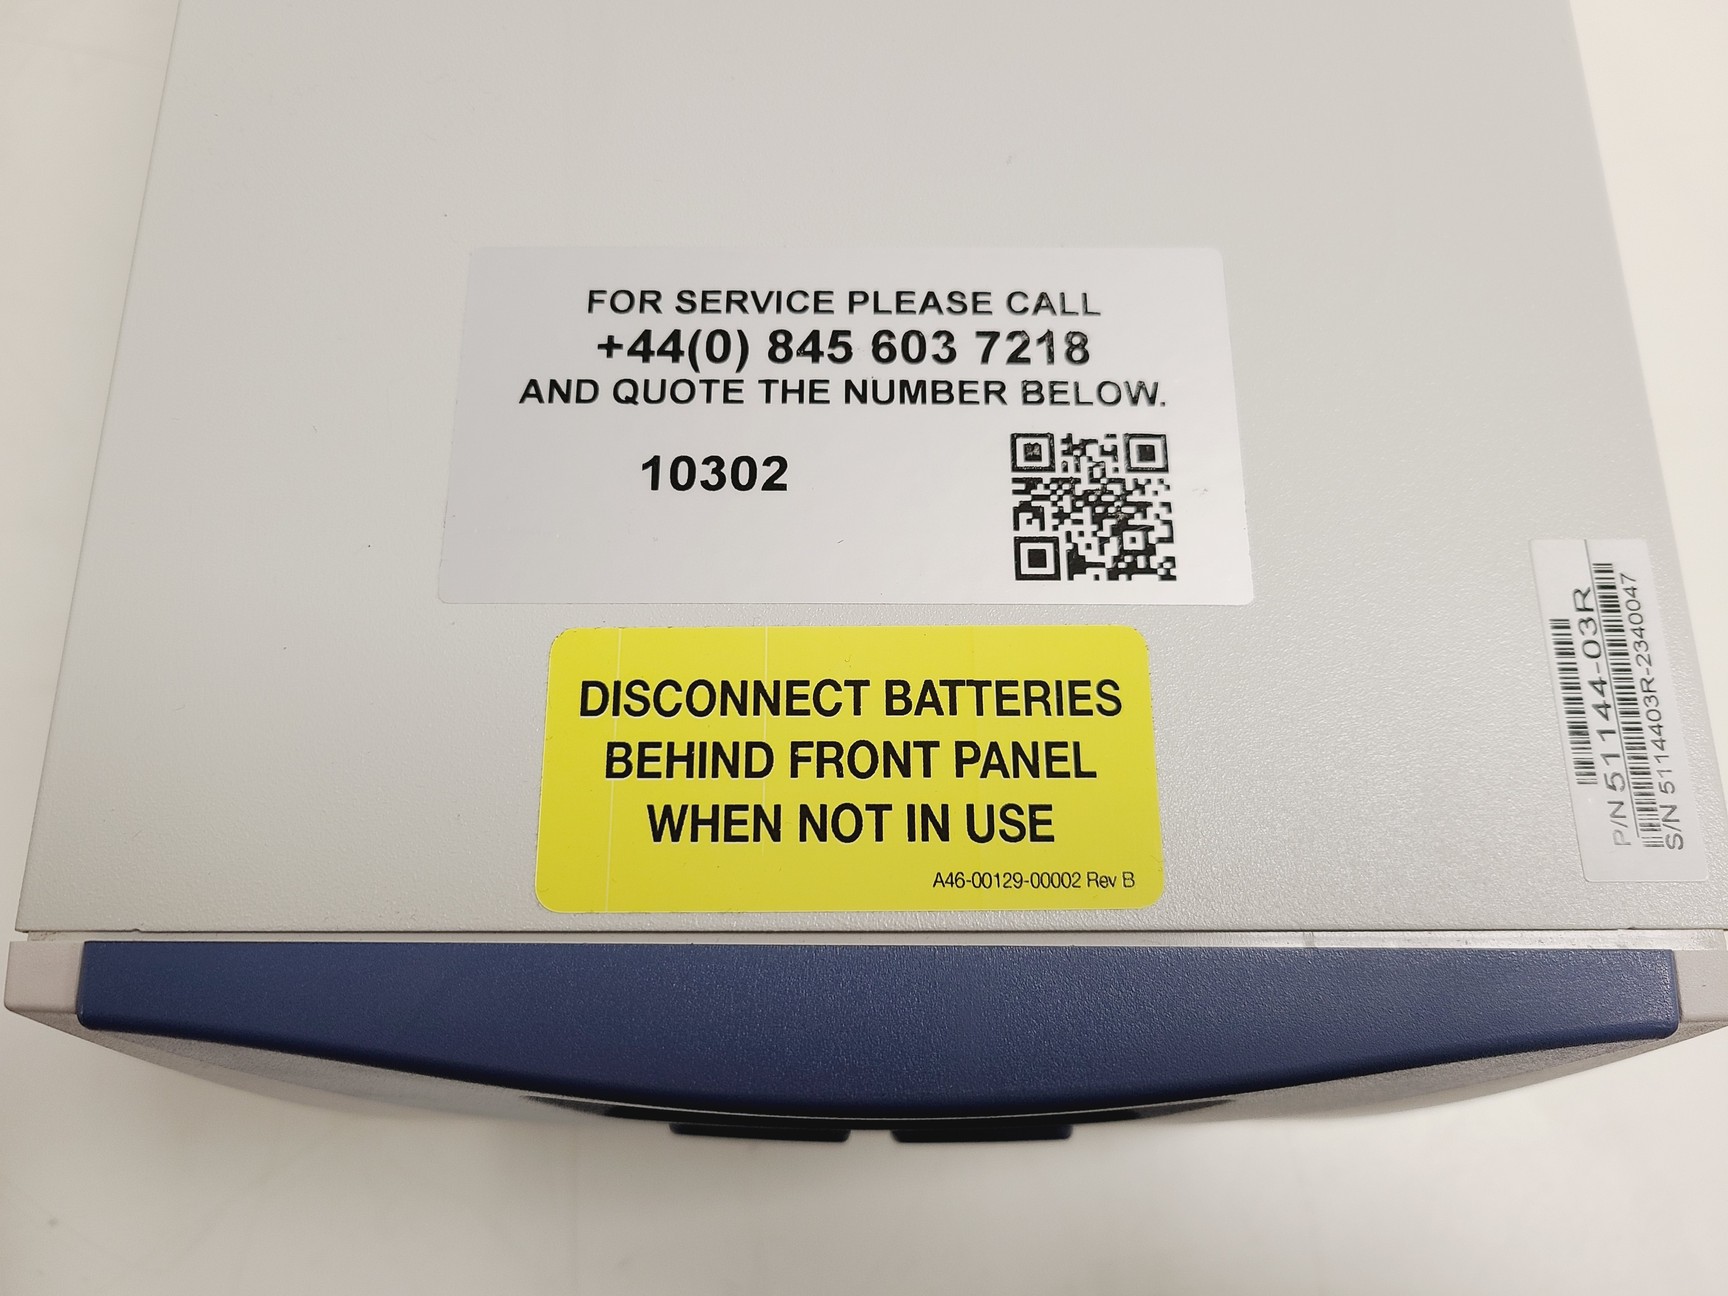 FOR SERVICE PLEASE CALL
+44(0) 845 603 7218
AND QUOTE THE NUMBER BELOW.
10302
DISCONNECT BATTERIES
BEHIND FRONT PANEL
WHEN NOT IN USE
A46-00129-00002 Rev B
P/N 51144-03R
S/N 5114403R-2340047